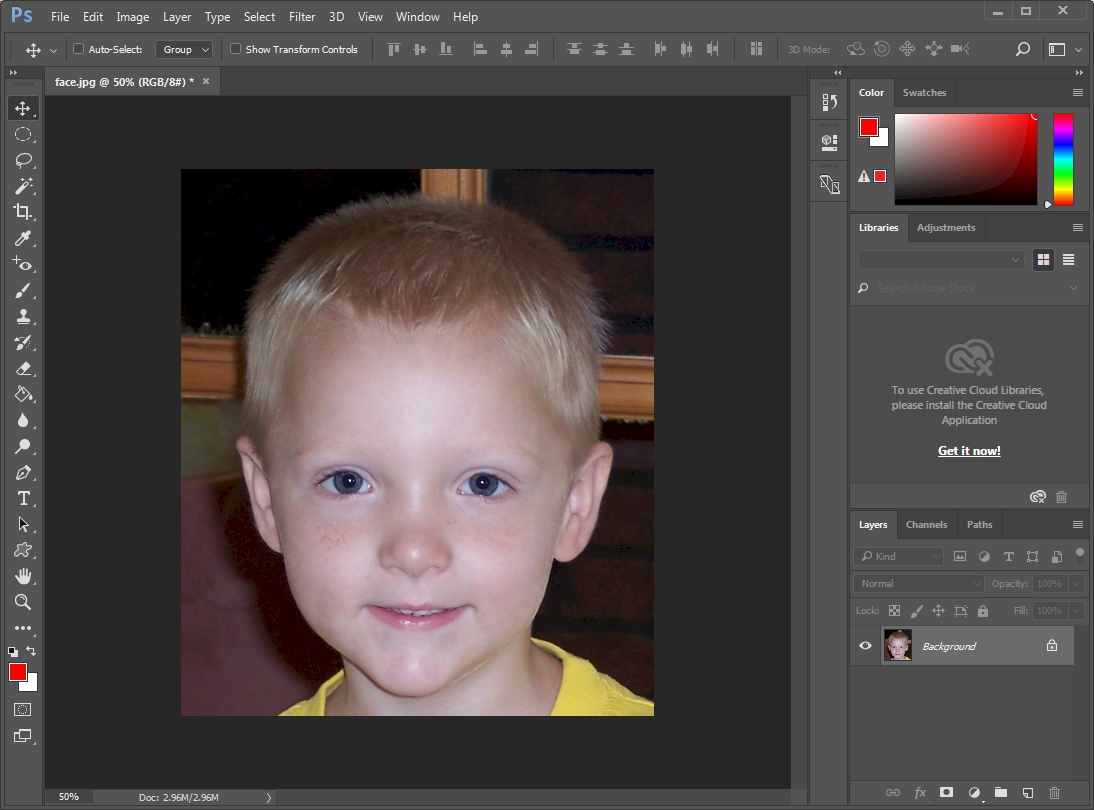 Ps File Edit Image Layer Type Select Filter 3D View Window Help
Auto-Select: Group Show Transform Controls 3D Mode:
face.jpg @ 50% (RGB/8#) * ×
Color Swatches
Libraries Adjustments
Search Adobe Stock
To use Creative Cloud Libraries,
please install the Creative Cloud
Application
Get it now!
Layers Channels Paths
Kind
Normal Opacity: 100%
Lock: Fill: 100%
Background
50% Doc: 2.96M/2.96M
fx